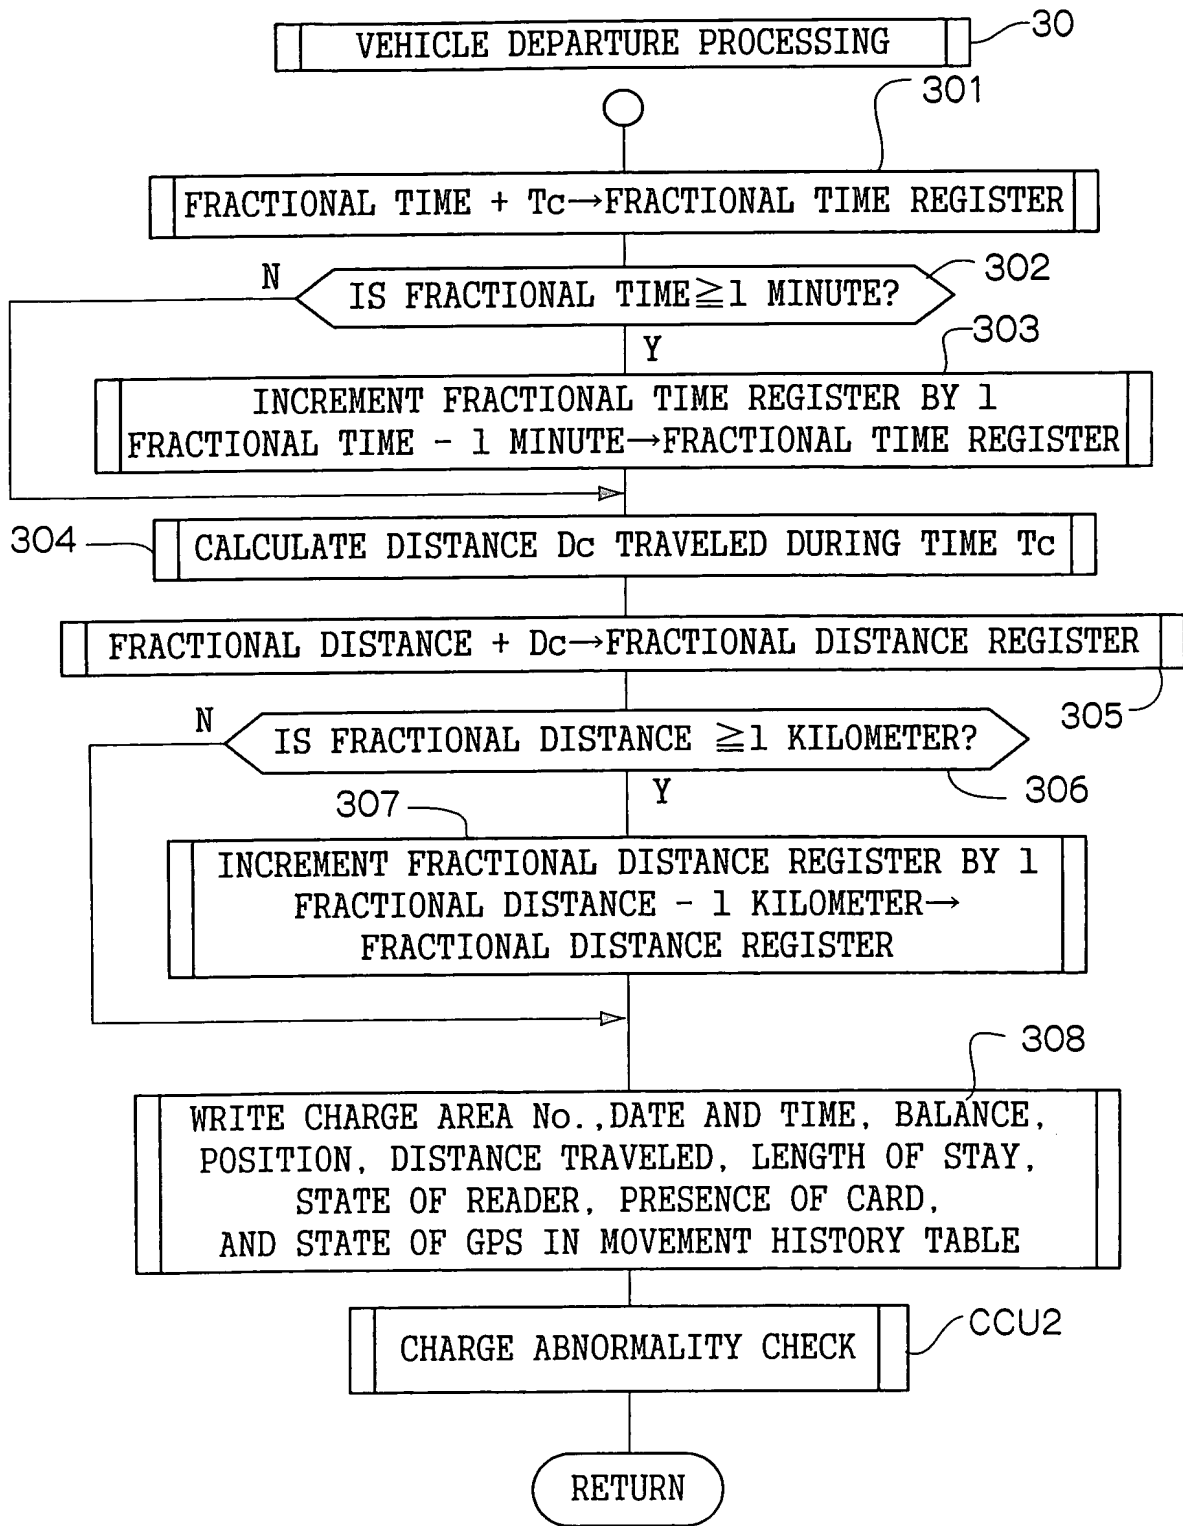 VEHICLE DEPARTURE PROCESSING
30
301
FRACTIONAL TIME + Tc→FRACTIONAL TIME REGISTER
N
IS FRACTIONAL TIME≧1 MINUTE?
302
Y
303
INCREMENT FRACTIONAL TIME REGISTER BY 1
FRACTIONAL TIME - 1 MINUTE→FRACTIONAL TIME REGISTER
304
CALCULATE DISTANCE Dc TRAVELED DURING TIME Tc
FRACTIONAL DISTANCE + Dc→FRACTIONAL DISTANCE REGISTER
305
N
IS FRACTIONAL DISTANCE ≧1 KILOMETER?
306
Y
307
INCREMENT FRACTIONAL DISTANCE REGISTER BY 1
FRACTIONAL DISTANCE - 1 KILOMETER→
FRACTIONAL DISTANCE REGISTER
308
WRITE CHARGE AREA No.,DATE AND TIME, BALANCE,
POSITION, DISTANCE TRAVELED, LENGTH OF STAY,
STATE OF READER, PRESENCE OF CARD,
AND STATE OF GPS IN MOVEMENT HISTORY TABLE
CHARGE ABNORMALITY CHECK
CCU2
RETURN